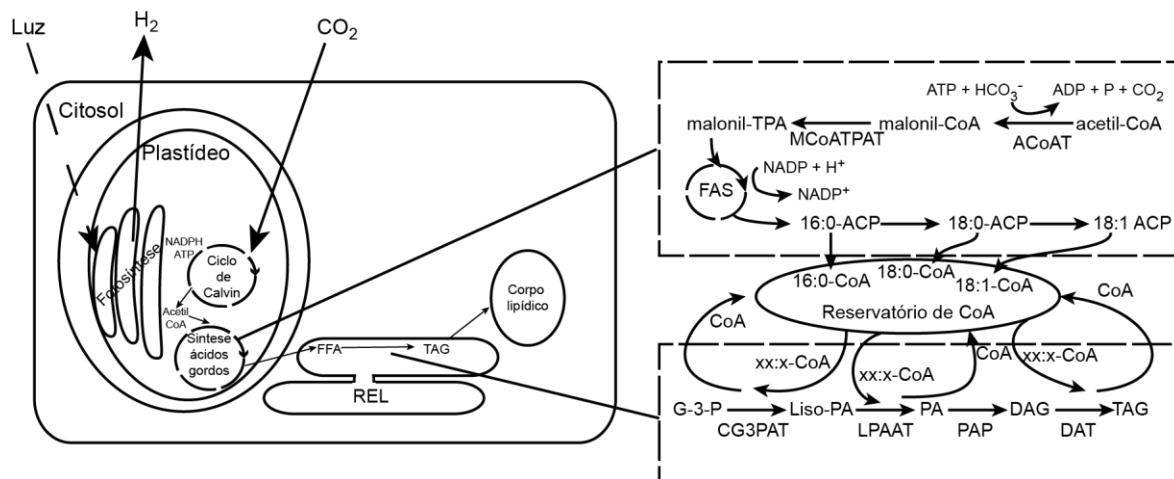 Luz
H2
CO2
Citosol
Plastídeo
Fotosíntese
NADPH
ATP
Ciclo
de
Calvin
Acetil
CoA
Síntese
ácidos
gordos
FFA
TAG
REL
Corpo
lipídico
ATP + HCO3-
ADP + P + CO2
malonil-TPA
malonil-CoA
acetil-CoA
MCoATPAT
ACoAT
FAS
NADP + H+
NADP+
16:0-ACP
18:0-ACP
18:1 ACP
16:0-CoA
18:0-CoA
18:1-CoA
Reservatório de CoA
CoA
CoA
xx:x-CoA
xx:x-CoA
CoA
xx:x-CoA
G-3-P
Liso-PA
PA
DAG
TAG
CG3PAT
LPAAT
PAP
DAT